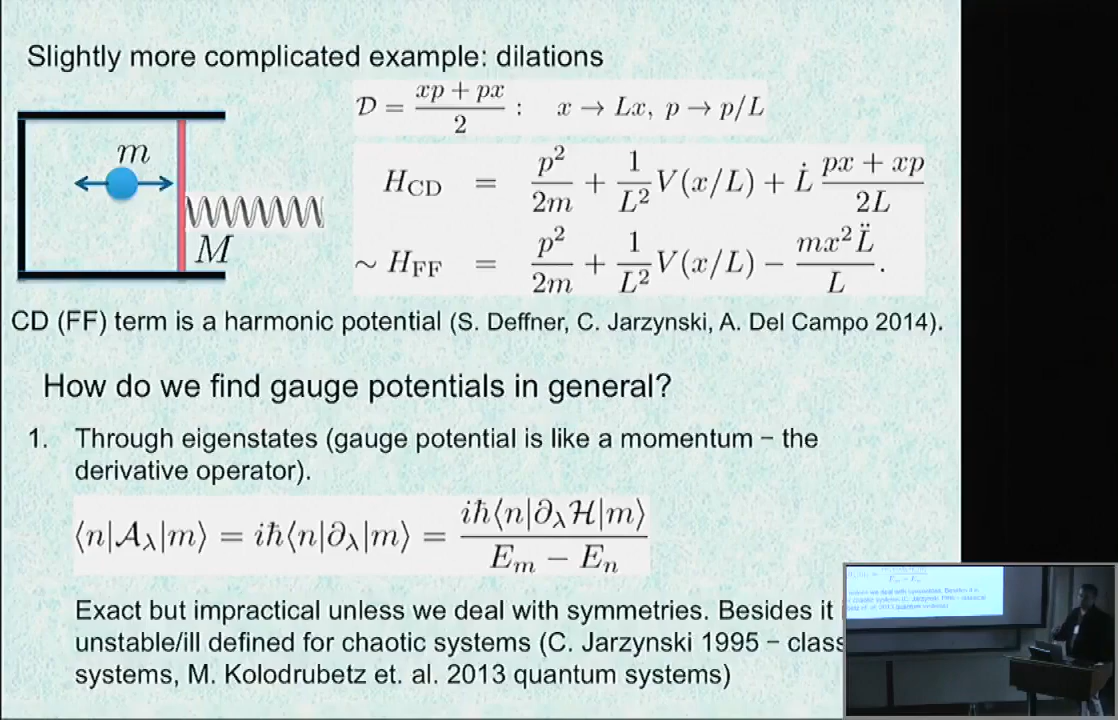 Slightly more complicated example: dilations
𝒟 = (xp + px)/2 : x → Lx, p → p/L
m
M
H_CD = p²/2m + 1/L² V(x/L) + L̇ (px + xp)/2L
∼ H_FF = p²/2m + 1/L² V(x/L) − mx²L̈/L.
CD (FF) term is a harmonic potential (S. Deffner, C. Jarzynski, A. Del Campo 2014).
How do we find gauge potentials in general?
1. Through eigenstates (gauge potential is like a momentum – the
derivative operator).
⟨n|𝒜_λ|m⟩ = iħ⟨n|∂_λ|m⟩ = iħ⟨n|∂_λℋ|m⟩ / (E_m − E_n)
Exact but impractical unless we deal with symmetries. Besides it
unstable/ill defined for chaotic systems (C. Jarzynski 1995 – class
systems, M. Kolodrubetz et. al. 2013 quantum systems)